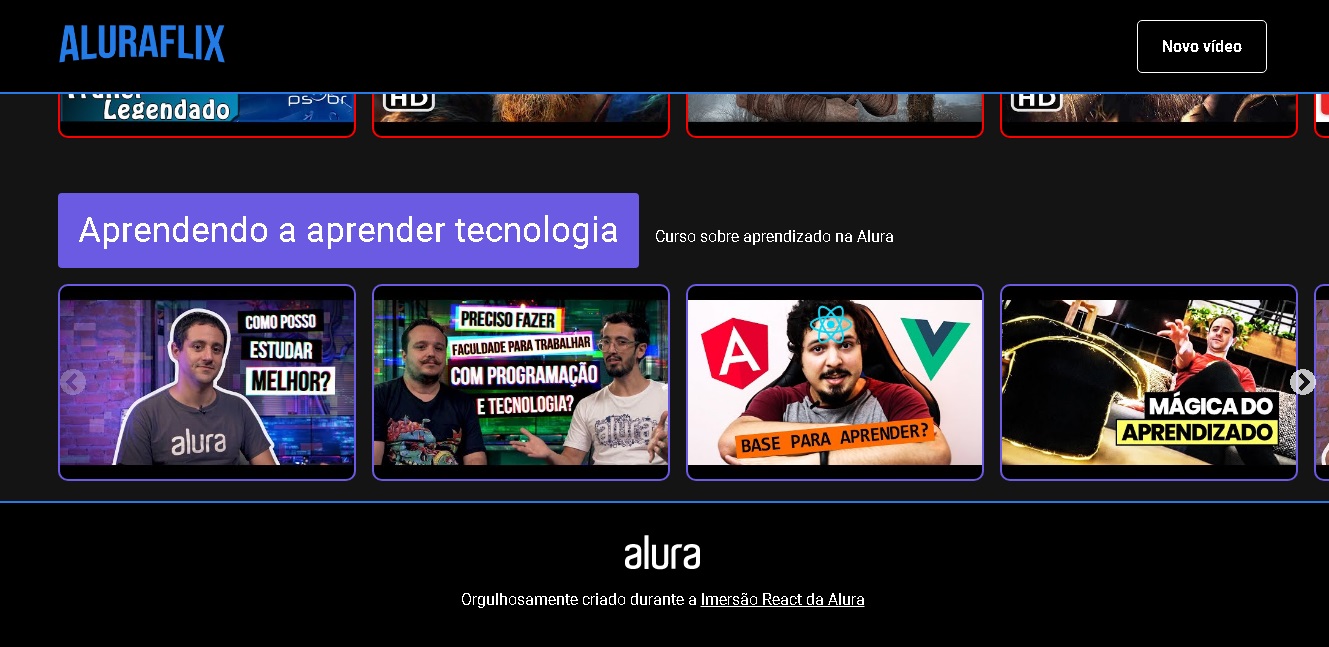 ALURAFLIX
Novo vídeo
Legendado
HD
HD
Aprendendo a aprender tecnologia
Curso sobre aprendizado na Alura
COMO POSSO
ESTUDAR
MELHOR?
alura
PRECISO FAZER
FACULDADE PARA TRABALHAR
COM PROGRAMAÇÃO
E TECNOLOGIA?
alura
A
BASE PARA APRENDER?
MÁGICA DO
APRENDIZADO
alura
Orgulhosamente criado durante a Imersão React da Alura